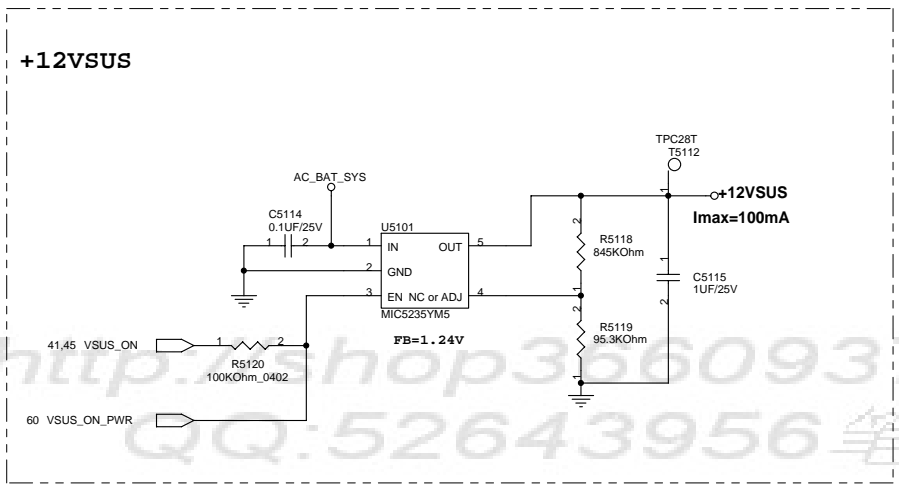 +12VSUS
TPC28T
T5112
1
AC_BAT_SYS
+12VSUS
Imax=100mA
C5114
0.1UF/25V
U5101
2
R5118
845KOhm
1 2
1 IN OUT 5
1
C5115
1UF/25V
2 GND
3 EN NC or ADJ 4
1
2
2
MIC5235YM5
FB=1.24V
R5119
95.3KOhm
41,45 VSUS_ON
1 2
R5120
100KOhm_0402
1
60 VSUS_ON_PWR
http://shop366093
QQ:52643956